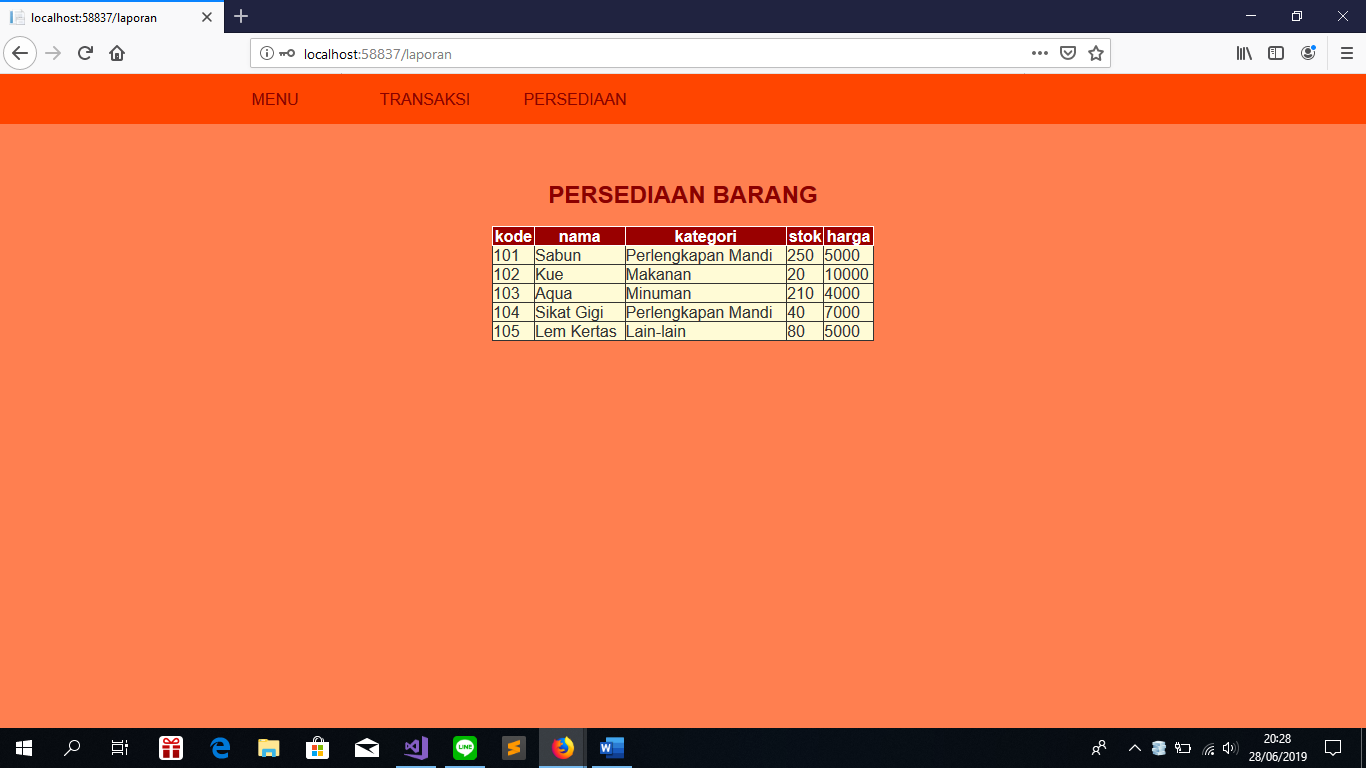 localhost:58837/laporan
localhost:58837/laporan
MENU TRANSAKSI PERSEDIAAN
PERSEDIAAN BARANG
kode nama kategori stok harga
101 Sabun Perlengkapan Mandi 250 5000
102 Kue Makanan 20 10000
103 Aqua Minuman 210 4000
104 Sikat Gigi Perlengkapan Mandi 40 7000
105 Lem Kertas Lain-lain 80 5000
LINE
20:28
28/06/2019